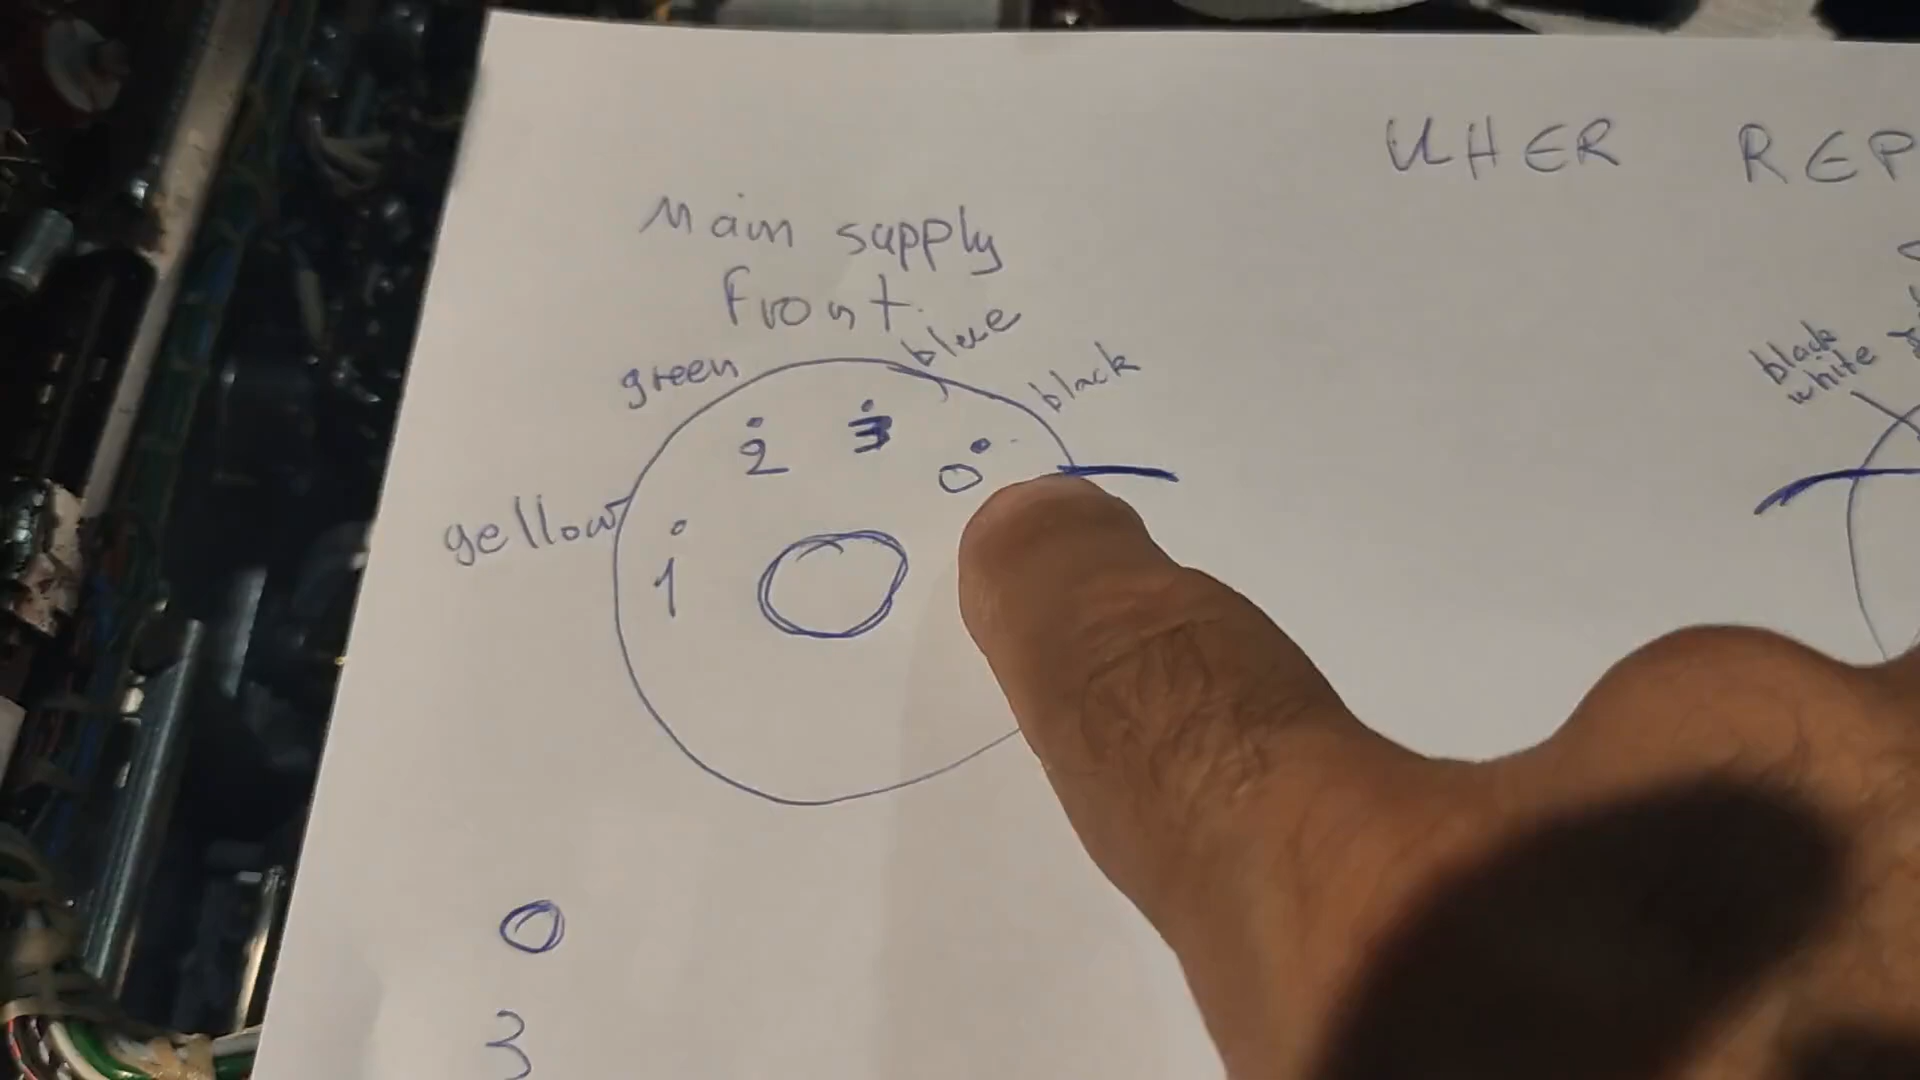 UHER REP
Main supply
front
green
blue
black
black
white
2
3
0
yellow
1
0
3